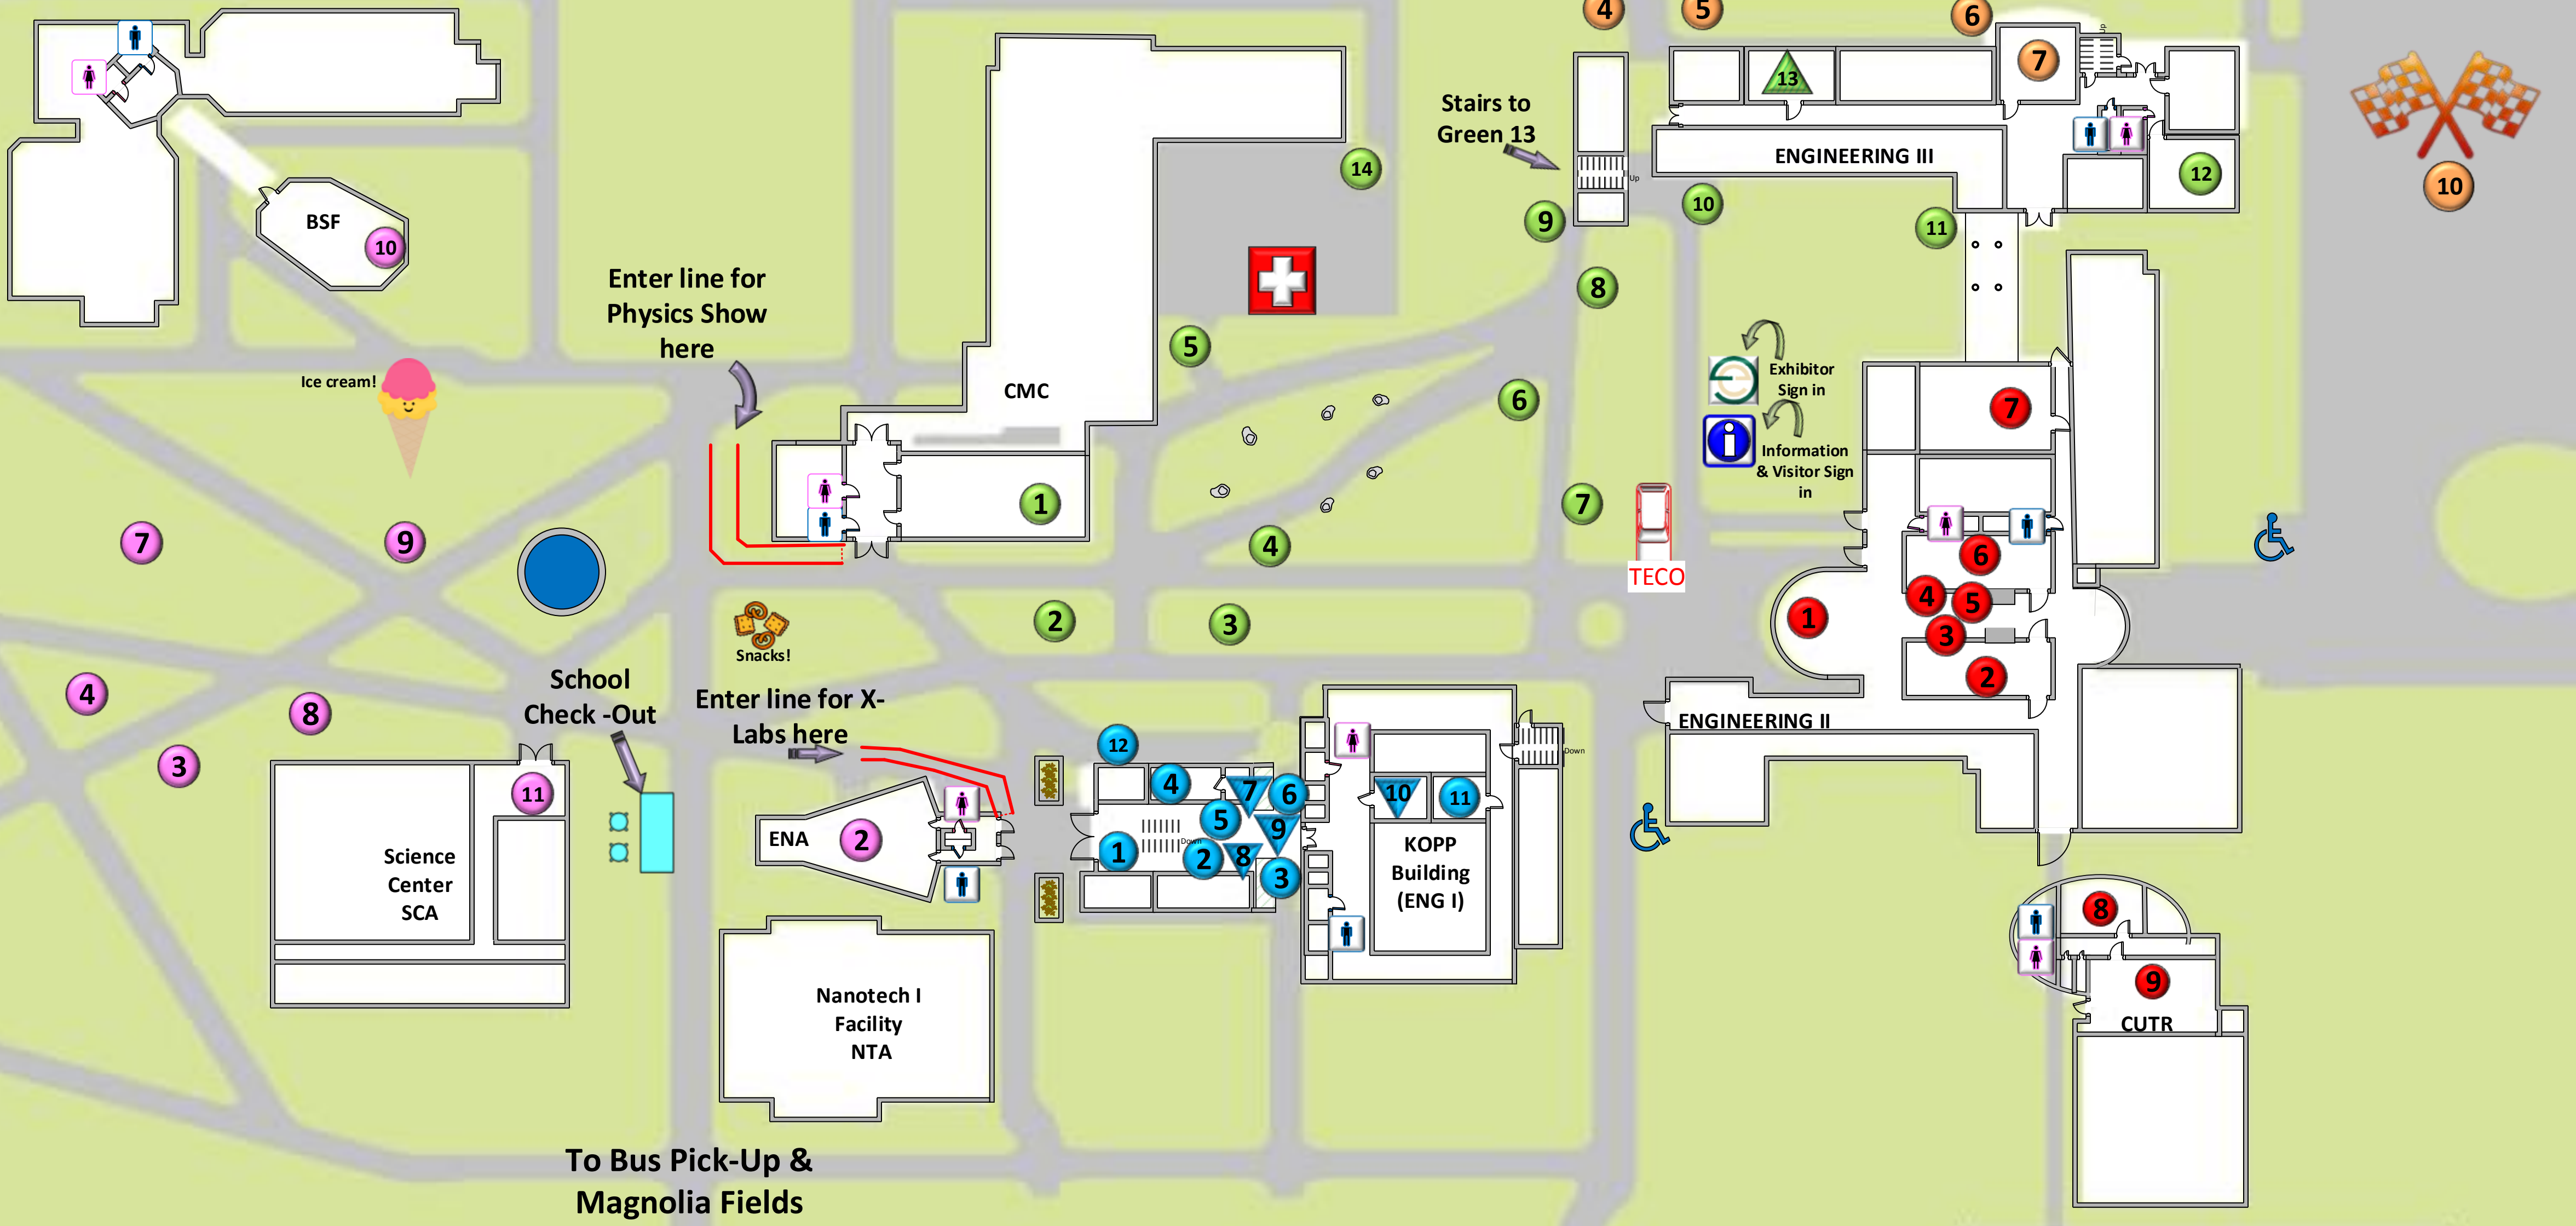 4
5
6
7
13
Up
Stairs to
Green 13
14
ENGINEERING III
12
10
10
9
Up
11
BSF
10
Enter line for
Physics Show
here
8
5
Exhibitor
Sign in
Ice cream!
CMC
6
7
i
Information
& Visitor Sign
in
1
7
7
9
4
6
TECO
4
5
1
3
2
3
Snacks!
2
School
Check -Out
4
8
Enter line for X-
Labs here
ENGINEERING II
12
Down
3
11
4
7
6
10
11
5
9
ENA
2
Down
KOPP
Building
(ENG I)
1
2
8
3
Science
Center
SCA
8
9
CUTR
Nanotech I
Facility
NTA
To Bus Pick-Up &
Magnolia Fields